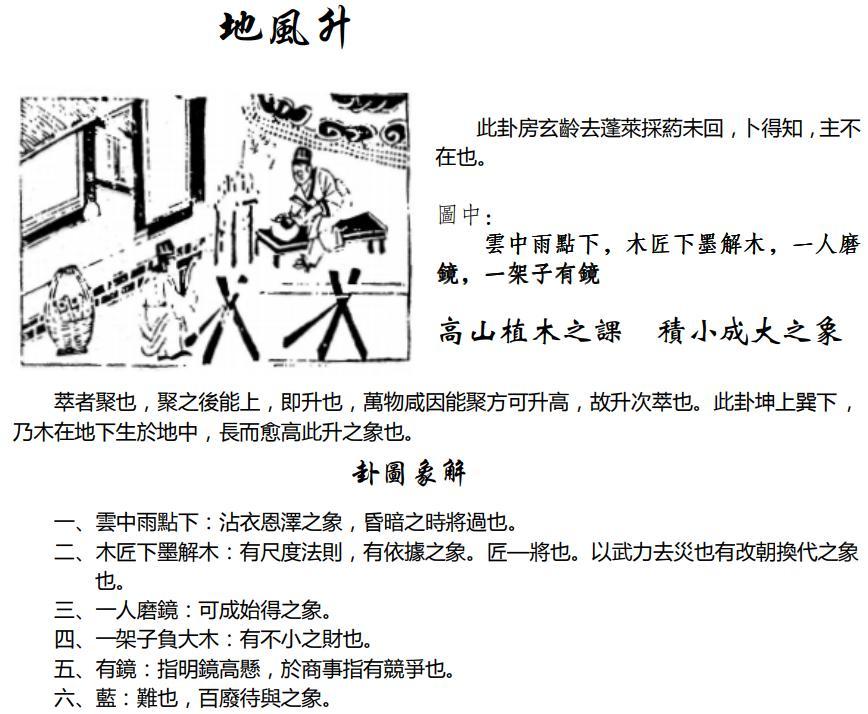 地風升
此卦房玄齡去蓬萊採葯未回，卜得知，主不
在也。
圖中：
雲中雨點下，木匠下墨解木，一人磨
鏡，一架子有鏡
高山植木之課　積小成大之象
萃者聚也，聚之後能上，即升也，萬物咸因能聚方可升高，故升次萃也。此卦坤上巽下，
乃木在地下生於地中，長而愈高此升之象也。
卦圖象解
一、雲中雨點下：沾衣恩澤之象，昏暗之時將過也。
二、木匠下墨解木：有尺度法則，有依據之象。匠—將也。以武力去災也有改朝換代之象
也。
三、一人磨鏡：可成始得之象。
四、一架子負大木：有不小之財也。
五、有鏡：指明鏡高懸，於商事指有競爭也。
六、藍：難也，百廢待與之象。